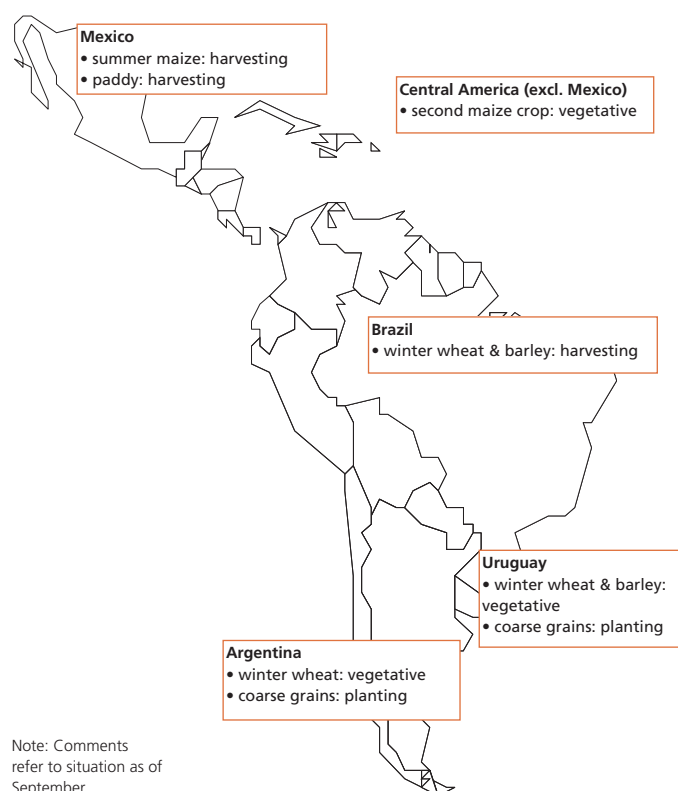 Mexico
• summer maize: harvesting
• paddy: harvesting
Central America (excl. Mexico)
• second maize crop: vegetative
Brazil
• winter wheat & barley: harvesting
Uruguay
• winter wheat & barley:
vegetative
• coarse grains: planting
Argentina
• winter wheat: vegetative
• coarse grains: planting
Note: Comments
refer to situation as of
September